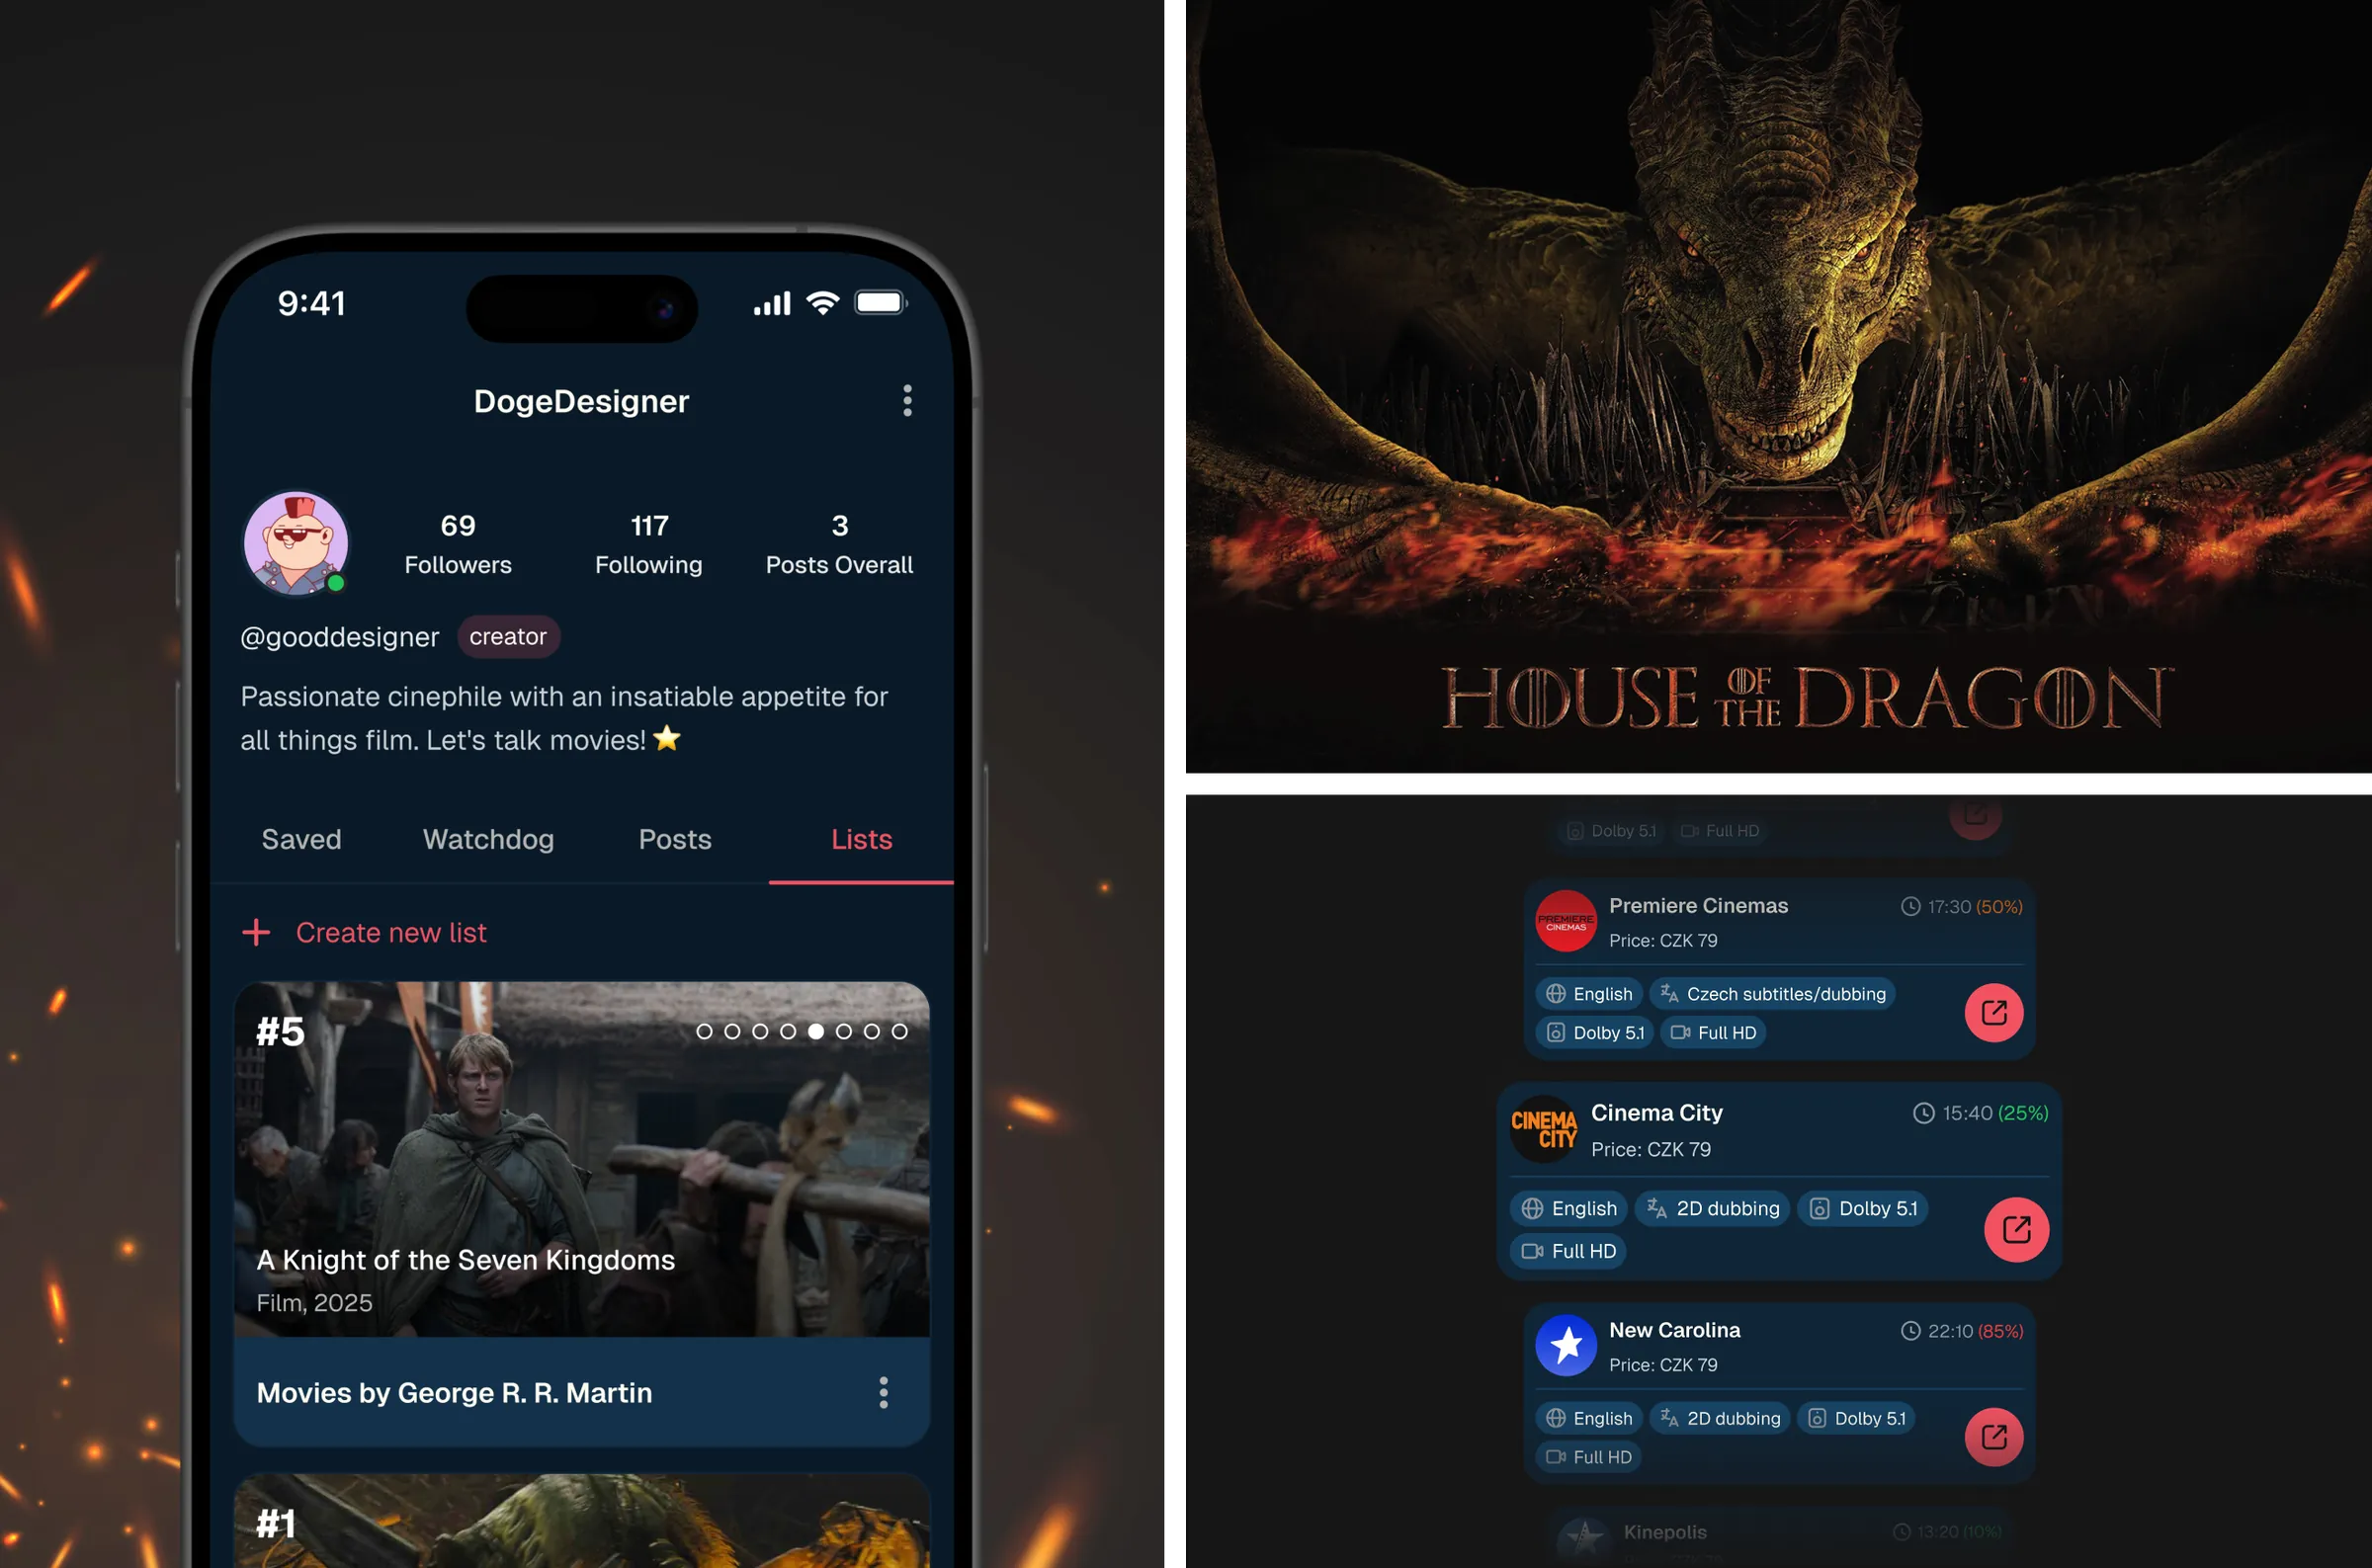 9:41
DogeDesigner
69
Followers
117
Following
3
Posts Overall
@gooddesigner
creator
Passionate cinephile with an insatiable appetite for
all things film. Let's talk movies! ⭐
Saved
Watchdog
Posts
Lists
+ Create new list
#5
A Knight of the Seven Kingdoms
Film, 2025
Movies by George R. R. Martin
#1
HOUSE OF THE DRAGON
Dolby 5.1
Full HD
PREMIERE
CINEMAS
Premiere Cinemas
17:30 (50%)
Price: CZK 79
English
Czech subtitles/dubbing
Dolby 5.1
Full HD
CINEMA
CITY
Cinema City
15:40 (25%)
Price: CZK 79
English
2D dubbing
Dolby 5.1
Full HD
New Carolina
22:10 (85%)
Price: CZK 79
English
2D dubbing
Dolby 5.1
Full HD
Kinepolis
13:20 (10%)